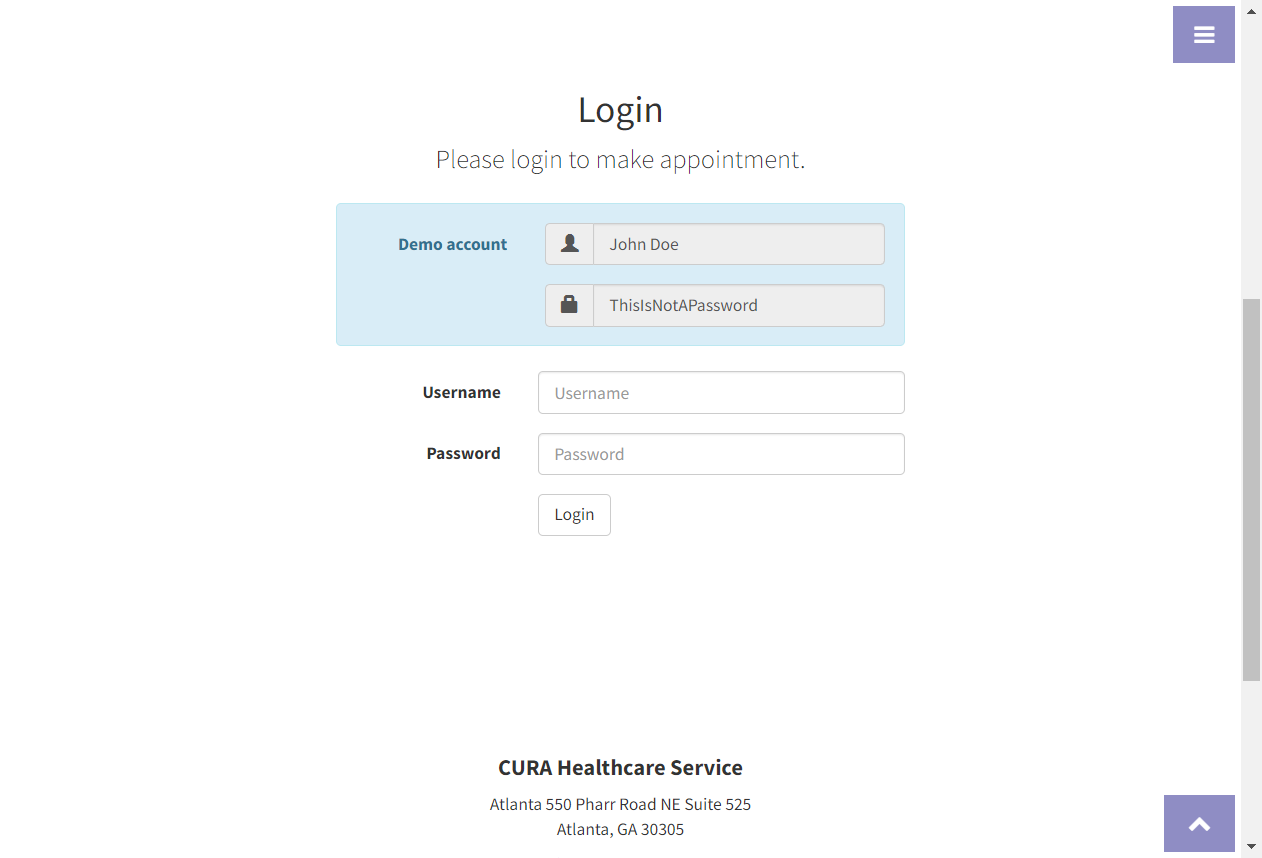 Login
Please login to make appointment.
Demo account
John Doe
ThisIsNotAPassword
Username
Username
Password
Password
Login
CURA Healthcare Service
Atlanta 550 Pharr Road NE Suite 525
Atlanta, GA 30305